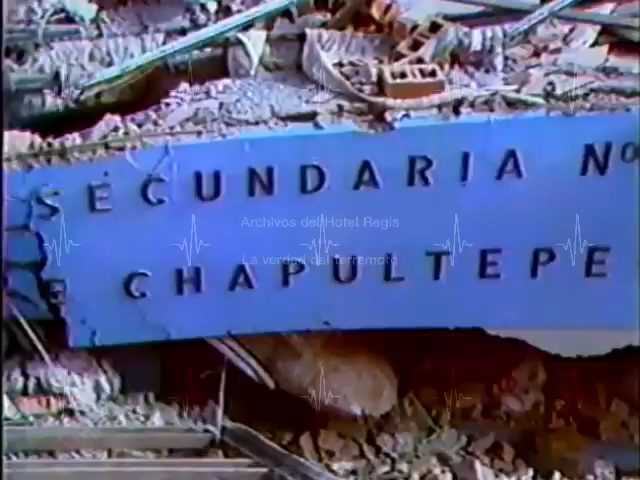 SECUNDARIA Nº
CHAPULTEPE
Archivos del Hotel Regis
La verdad del terremoto